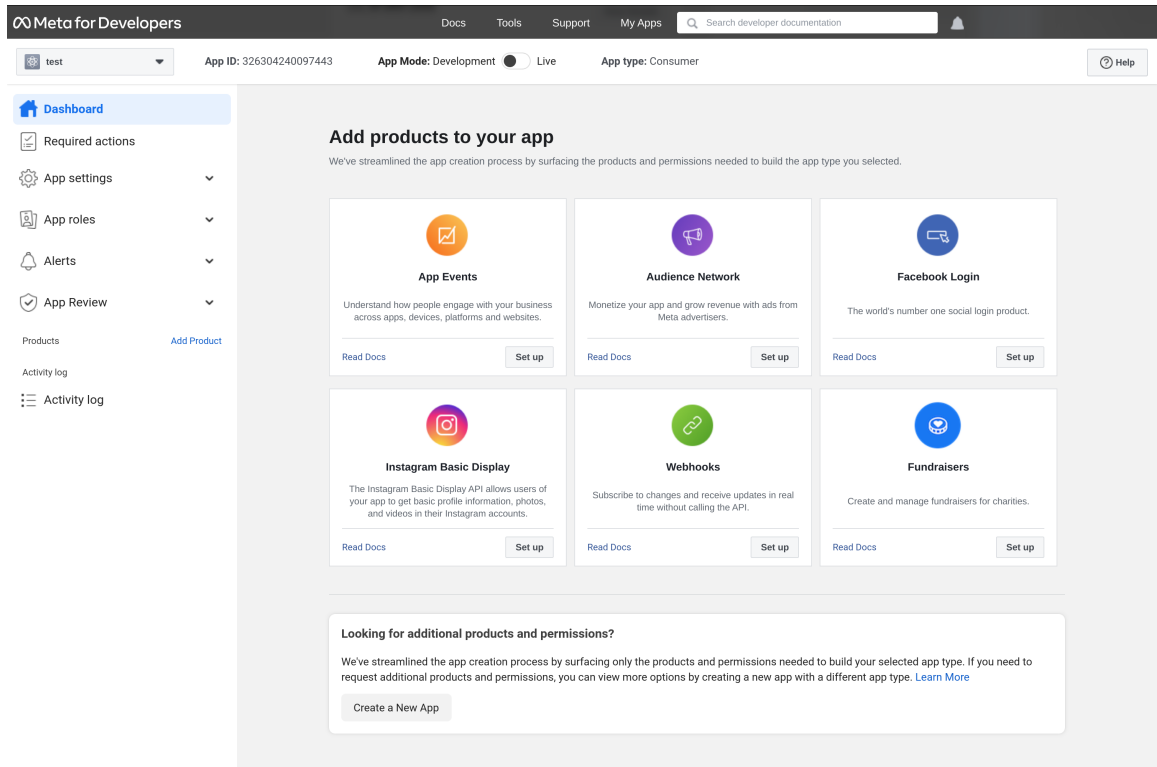 Meta for Developers
Docs Tools Support My Apps Search developer documentation
test App ID: 326304240097443 App Mode: Development Live App type: Consumer Help
Dashboard
Required actions
App settings
App roles
Alerts
App Review
Products Add Product
Activity log
Activity log
Add products to your app
We've streamlined the app creation process by surfacing the products and permissions needed to build the app type you selected.
App Events
Understand how people engage with your business
across apps, devices, platforms and websites.
Read Docs Set up
Audience Network
Monetize your app and grow revenue with ads from
Meta advertisers.
Read Docs Set up
Facebook Login
The world's number one social login product.
Read Docs Set up
Instagram Basic Display
The Instagram Basic Display API allows users of
your app to get basic profile information, photos,
and videos in their Instagram accounts.
Read Docs Set up
Webhooks
Subscribe to changes and receive updates in real
time without calling the API.
Read Docs Set up
Fundraisers
Create and manage fundraisers for charities.
Read Docs Set up
Looking for additional products and permissions?
We've streamlined the app creation process by surfacing only the products and permissions needed to build your selected app type. If you need to
request additional products and permissions, you can view more options by creating a new app with a different app type. Learn More
Create a New App